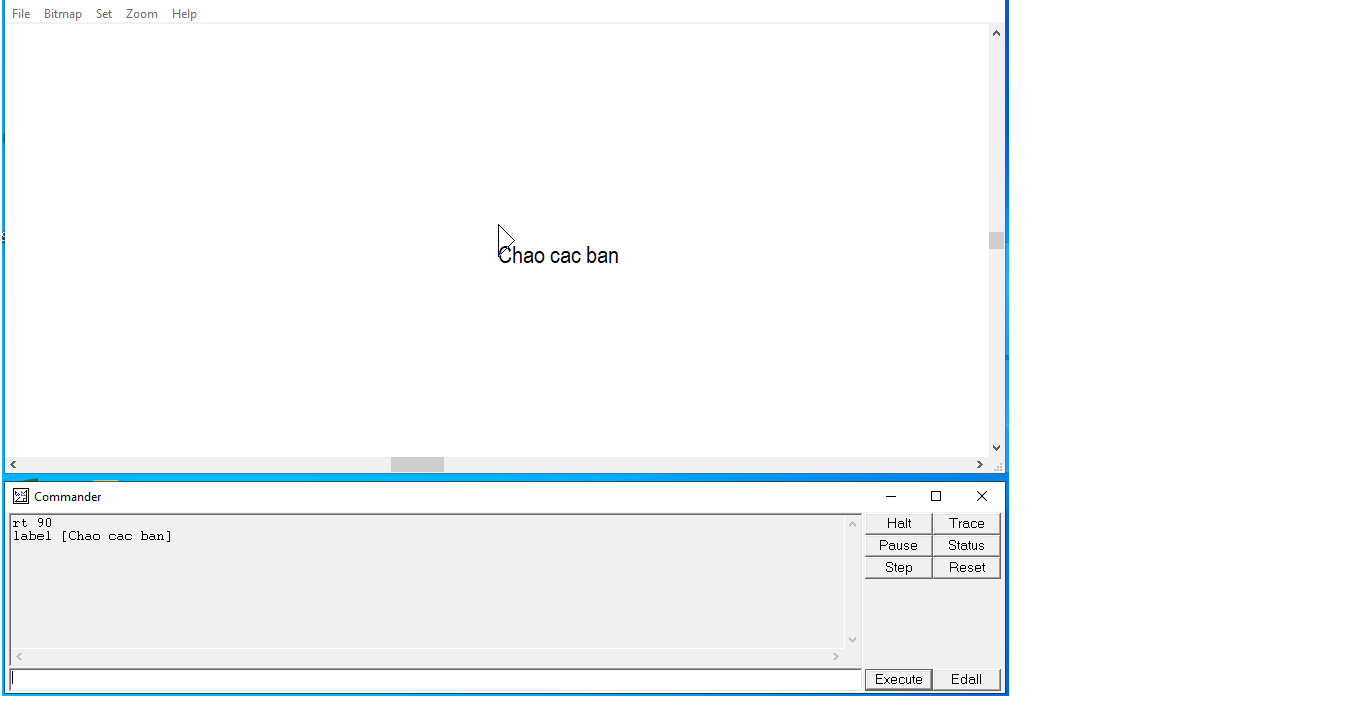 File Bitmap Set Zoom Help
Chao cac ban
Commander
rt 90
label [Chao cac ban]
Halt Trace
Pause Status
Step Reset
Execute Edall